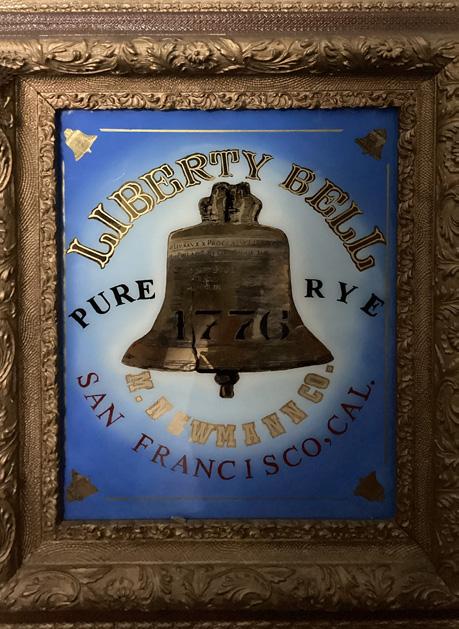 LIBERTY BELL
PURE RYE
1776
M. NEWMANN CO.
SAN FRANCISCO, CAL.